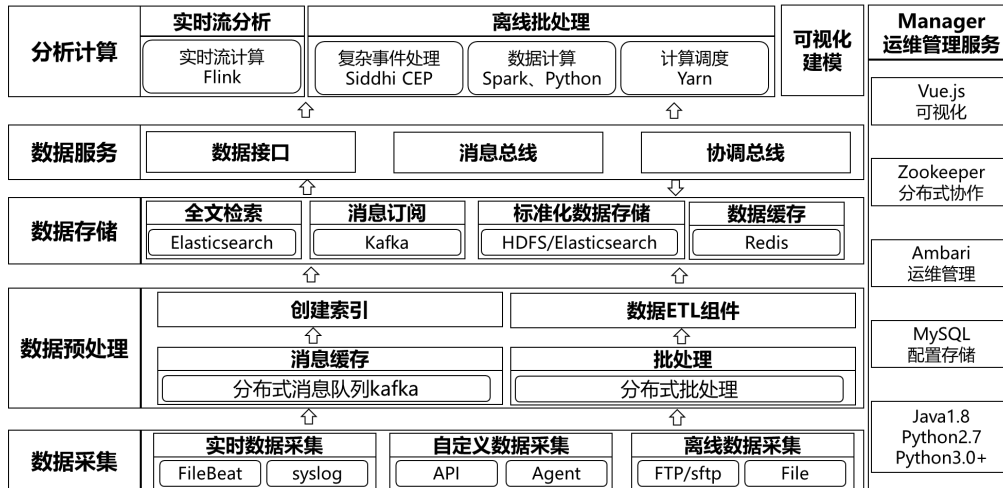 分析计算
实时流分析
实时流计算
Flink
离线批处理
复杂事件处理
Siddhi CEP
数据计算
Spark、Python
计算调度
Yarn
可视化
建模
数据服务
数据接口
消息总线
协调总线
数据存储
全文检索
Elasticsearch
消息订阅
Kafka
标准化数据存储
HDFS/Elasticsearch
数据缓存
Redis
数据预处理
创建索引
数据ETL组件
消息缓存
分布式消息队列kafka
批处理
分布式批处理
数据采集
实时数据采集
FileBeat
syslog
自定义数据采集
API
Agent
离线数据采集
FTP/sftp
File
Manager
运维管理服务
Vue.js
可视化
Zookeeper
分布式协作
Ambari
运维管理
MySQL
配置存储
Java1.8
Python2.7
Python3.0+